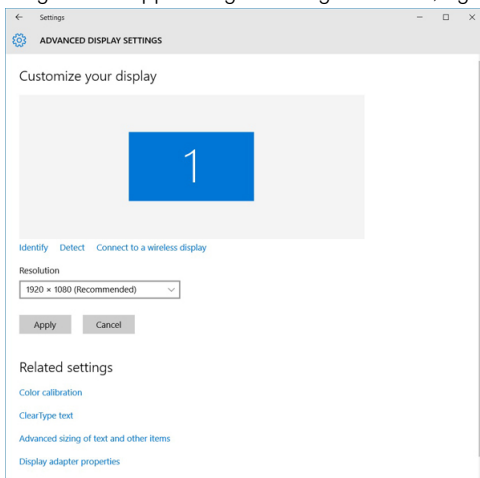 ← Settings
ADVANCED DISPLAY SETTINGS
Customize your display
1
Identify Detect Connect to a wireless display
Resolution
1920 × 1080 (Recommended)
Apply Cancel
Related settings
Color calibration
ClearType text
Advanced sizing of text and other items
Display adapter properties